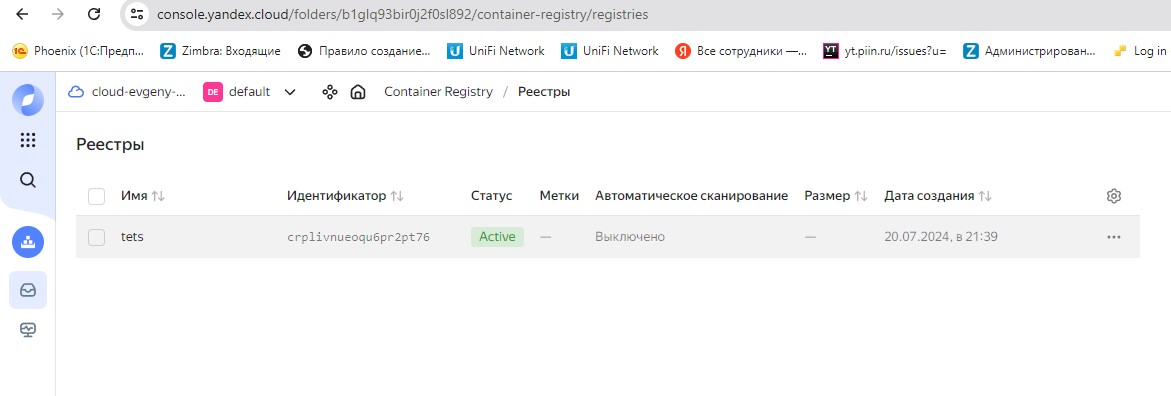 console.yandex.cloud/folders/b1glq93bir0j2f0sl892/container-registry/registries
Phoenix (1С:Предп... Zimbra: Входящие Правило создание... UniFi Network UniFi Network Все сотрудники —... yt.piin.ru/issues?u= Администрирован... Log in
cloud-evgeny-... DE default Container Registry / Реестры
Реестры
Имя Идентификатор Статус Метки Автоматическое сканирование Размер Дата создания
tets crplivnueoqu6pr2pt76 Active — Выключено — 20.07.2024, в 21:39